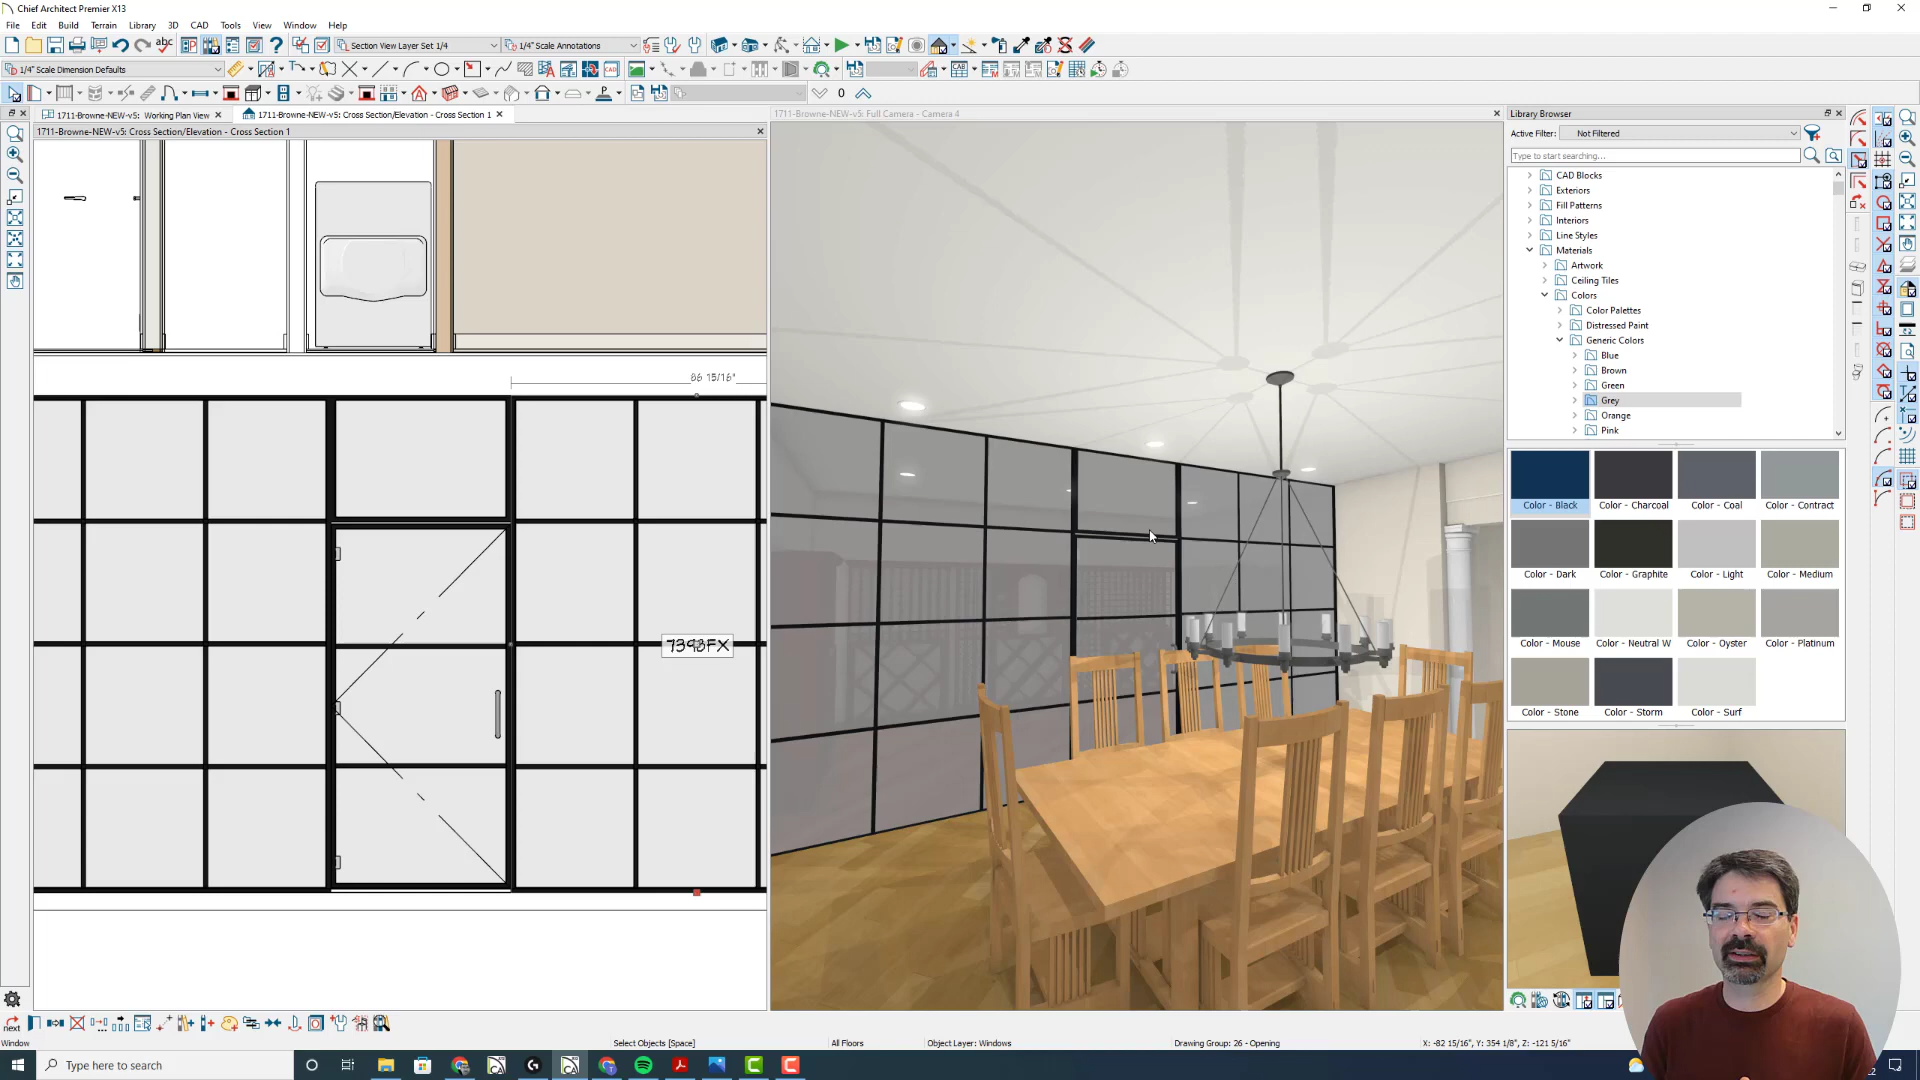 Chief Architect Premier X13
File Edit Build Terrain Library 3D CAD Tools View Window Help
Section View Layer Set 1/4
1/4" Scale Annotations
1/4" Scale Dimension Defaults
0
1711-Browne-NEW-v5: Working Plan View
1711-Browne-NEW-v5: Cross Section/Elevation - Cross Section 1
1711-Browne-NEW-v5: Cross Section/Elevation - Cross Section 1
1711-Browne-NEW-v5: Full Camera - Camera 4
86 15/16"
7393FX
Library Browser
Active Filter: Not Filtered
Type to start searching...
CAD Blocks
Exteriors
Fill Patterns
Interiors
Line Styles
Materials
Artwork
Ceiling Tiles
Colors
Color Palettes
Distressed Paint
Generic Colors
Blue
Brown
Green
Grey
Orange
Pink
Color - Black Color - Charcoal Color - Coal Color - Contract
Color - Dark Color - Graphite Color - Light Color - Medium
Color - Mouse Color - Neutral W Color - Oyster Color - Platinum
Color - Stone Color - Storm Color - Surf
next
Window
Select Objects [Space]
All Floors
Object Layer: Windows
Drawing Group: 26 - Opening
X: -82 15/16", Y: 354 1/8", Z: -121 5/16"
Type here to search